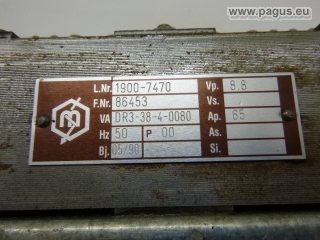 www.pagus.eu
L.Nr. 1900-7470 Vp. 8.8
F.Nr. 86453 Vs.
VA DR3-38-4-0080 Ap. 65
Hz 50 P 00 As.
Bj. 05/90 Si.